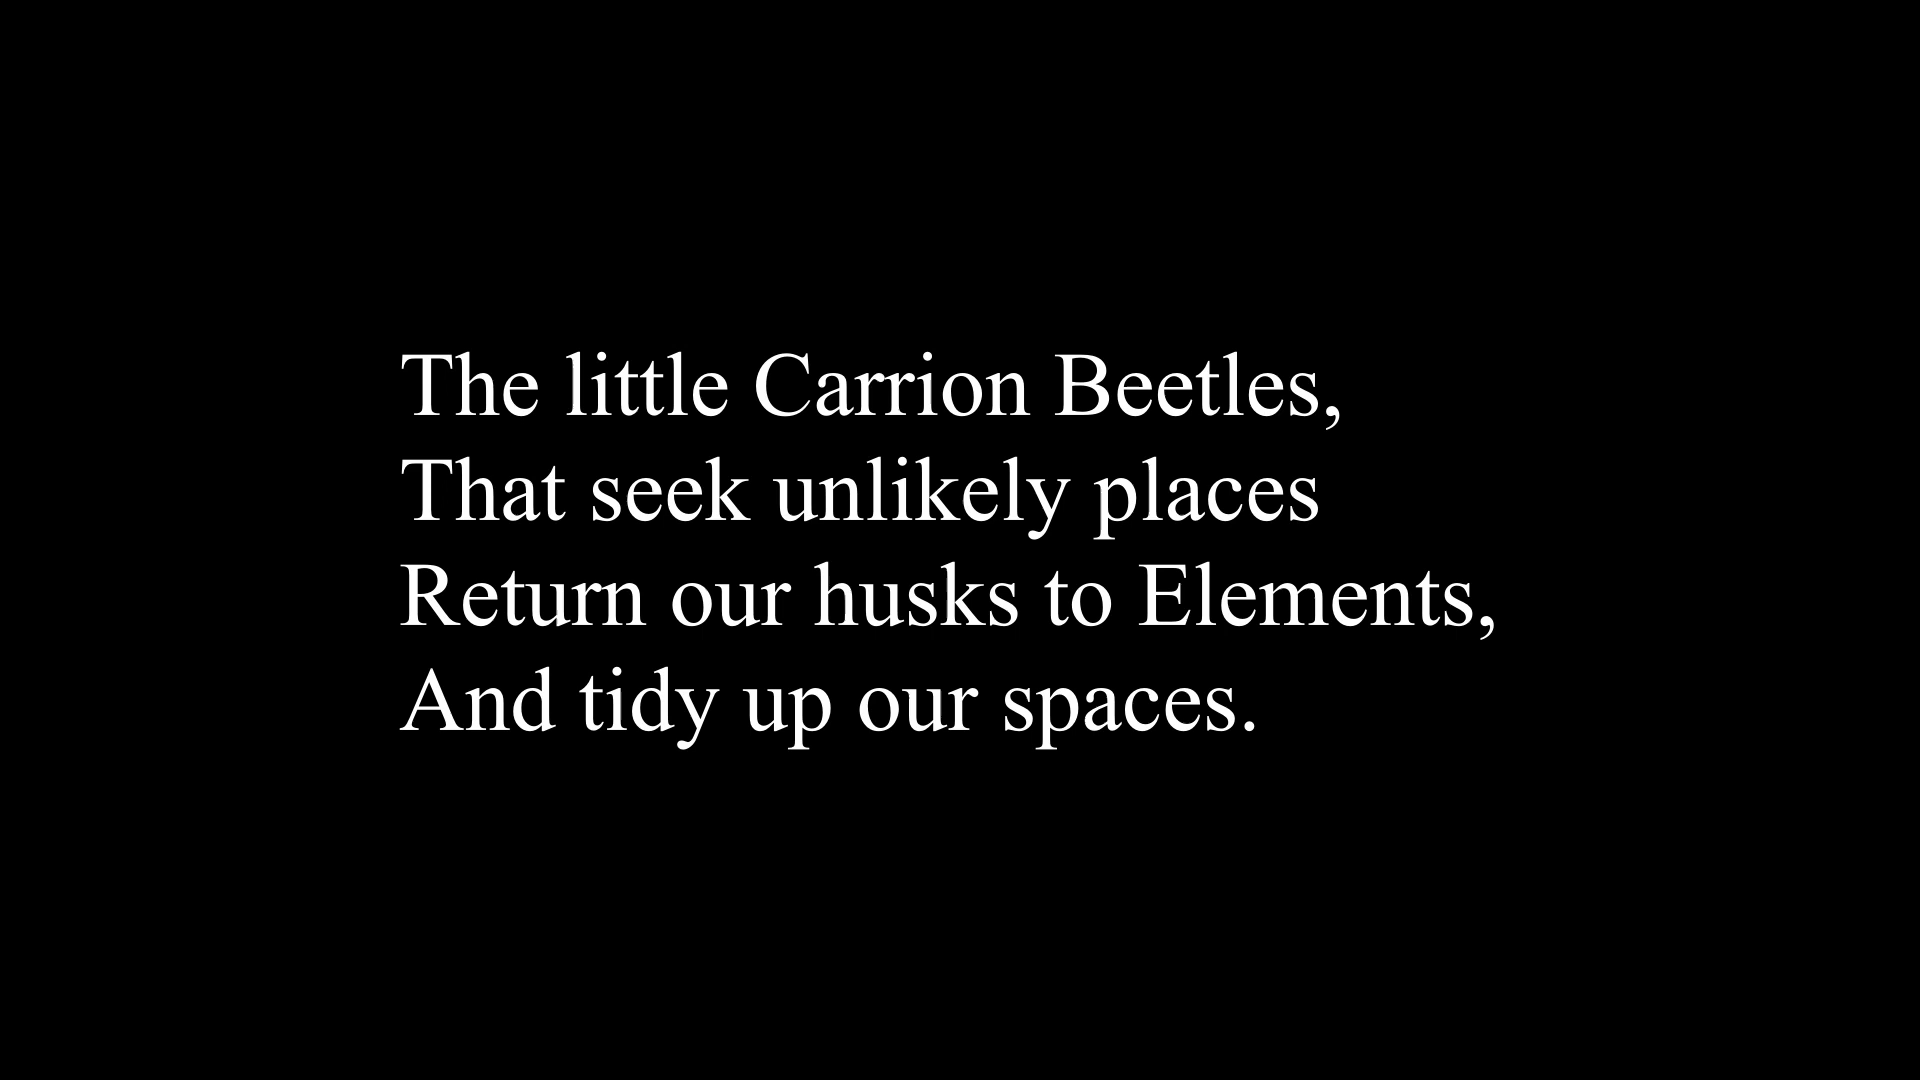 The little Carrion Beetles,
That seek unlikely places
Return our husks to Elements,
And tidy up our spaces.